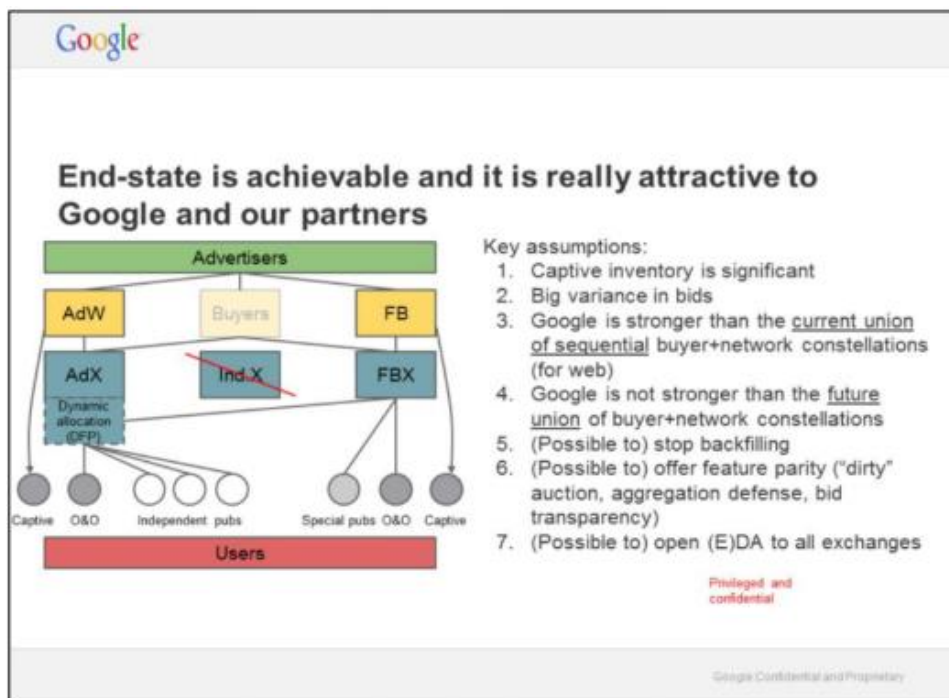 Google
End-state is achievable and it is really attractive to
Google and our partners
Advertisers
AdW
Buyers
FB
AdX
Ind.X
FBX
Dynamic
allocation
(DFP)
Captive
O&O
Independent pubs
Special pubs
O&O
Captive
Users
Key assumptions:
1. Captive inventory is significant
2. Big variance in bids
3. Google is stronger than the current union
of sequential buyer+network constellations
(for web)
4. Google is not stronger than the future
union of buyer+network constellations
5. (Possible to) stop backfilling
6. (Possible to) offer feature parity ("dirty"
auction, aggregation defense, bid
transparency)
7. (Possible to) open (E)DA to all exchanges
Privileged and
confidential
Google Confidential and Proprietary